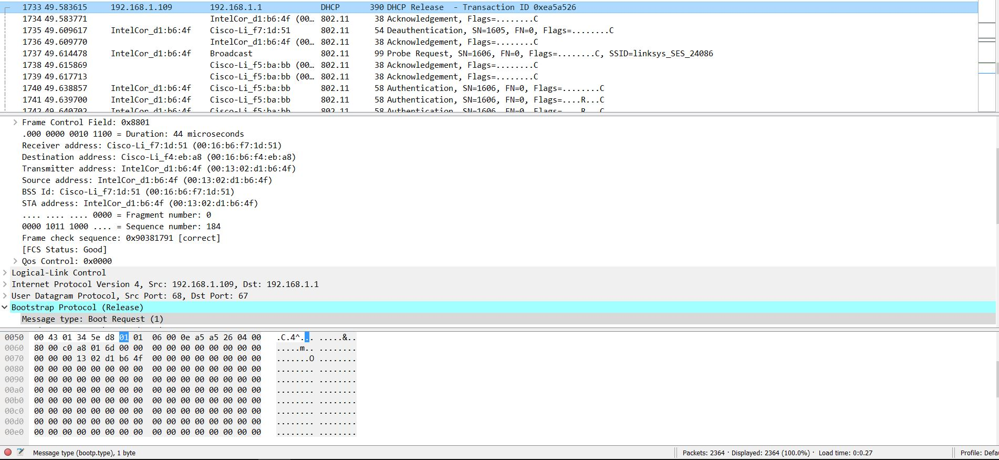 1733 49.583615 192.168.1.109 192.168.1.1 DHCP 390 DHCP Release  - Transaction ID 0xea5a526
1734 49.583771 IntelCor_d1:b6:4f (00… 802.11 38 Acknowledgement, Flags=........C
1735 49.609617 IntelCor_d1:b6:4f Cisco-Li_f7:1d:51 802.11 54 Deauthentication, SN=1605, FN=0, Flags=........C
1736 49.609770 IntelCor_d1:b6:4f (00… 802.11 38 Acknowledgement, Flags=........C
1737 49.614478 IntelCor_d1:b6:4f Broadcast 802.11 99 Probe Request, SN=1606, FN=0, Flags=........C, SSID=linksys_SES_24086
1738 49.615869 Cisco-Li_f5:ba:bb (00… 802.11 38 Acknowledgement, Flags=........C
1739 49.617713 Cisco-Li_f5:ba:bb (00… 802.11 38 Acknowledgement, Flags=........C
1740 49.638857 IntelCor_d1:b6:4f Cisco-Li_f5:ba:bb 802.11 58 Authentication, SN=1606, FN=0, Flags=........C
1741 49.639700 IntelCor_d1:b6:4f Cisco-Li_f5:ba:bb 802.11 58 Authentication, SN=1606, FN=0, Flags=....R...C
1742 49.640702 IntelCor_d1:b6:4f Cisco-Li_f5:ba:bb 802.11 58 Authentication, SN=1606, FN=0, Flags=....R...C
Frame Control Field: 0x8801
.000 0000 0010 1100 = Duration: 44 microseconds
Receiver address: Cisco-Li_f7:1d:51 (00:16:b6:f7:1d:51)
Destination address: Cisco-Li_f4:eb:a8 (00:16:b6:f4:eb:a8)
Transmitter address: IntelCor_d1:b6:4f (00:13:02:d1:b6:4f)
Source address: IntelCor_d1:b6:4f (00:13:02:d1:b6:4f)
BSS Id: Cisco-Li_f7:1d:51 (00:16:b6:f7:1d:51)
STA address: IntelCor_d1:b6:4f (00:13:02:d1:b6:4f)
.... .... .... 0000 = Fragment number: 0
0000 1011 1000 .... = Sequence number: 184
Frame check sequence: 0x90381791 [correct]
[FCS Status: Good]
Qos Control: 0x0000
Logical-Link Control
Internet Protocol Version 4, Src: 192.168.1.109, Dst: 192.168.1.1
User Datagram Protocol, Src Port: 68, Dst Port: 67
Bootstrap Protocol (Release)
Message type: Boot Request (1)
0050 00 43 01 34 5e d8 01 01 06 00 0e a5 a5 26 04 00 .C.4^... .....&..
0060 80 00 c0 a8 01 6d 00 00 00 00 00 00 00 00 00 00 .....m.. ........
0070 00 00 00 13 02 d1 b6 4f 00 00 00 00 00 00 00 00 .......O ........
0080 00 00 00 00 00 00 00 00 00 00 00 00 00 00 00 00 ........ ........
0090 00 00 00 00 00 00 00 00 00 00 00 00 00 00 00 00 ........ ........
00a0 00 00 00 00 00 00 00 00 00 00 00 00 00 00 00 00 ........ ........
00b0 00 00 00 00 00 00 00 00 00 00 00 00 00 00 00 00 ........ ........
00c0 00 00 00 00 00 00 00 00 00 00 00 00 00 00 00 00 ........ ........
00d0 00 00 00 00 00 00 00 00 00 00 00 00 00 00 00 00 ........ ........
00e0 00 00 00 00 00 00 00 00 00 00 00 00 00 00 00 00 ........ ........
Message type (bootp.type), 1 byte Packets: 2364 · Displayed: 2364 (100.0%) · Load time: 0:0.27 Profile: Defa